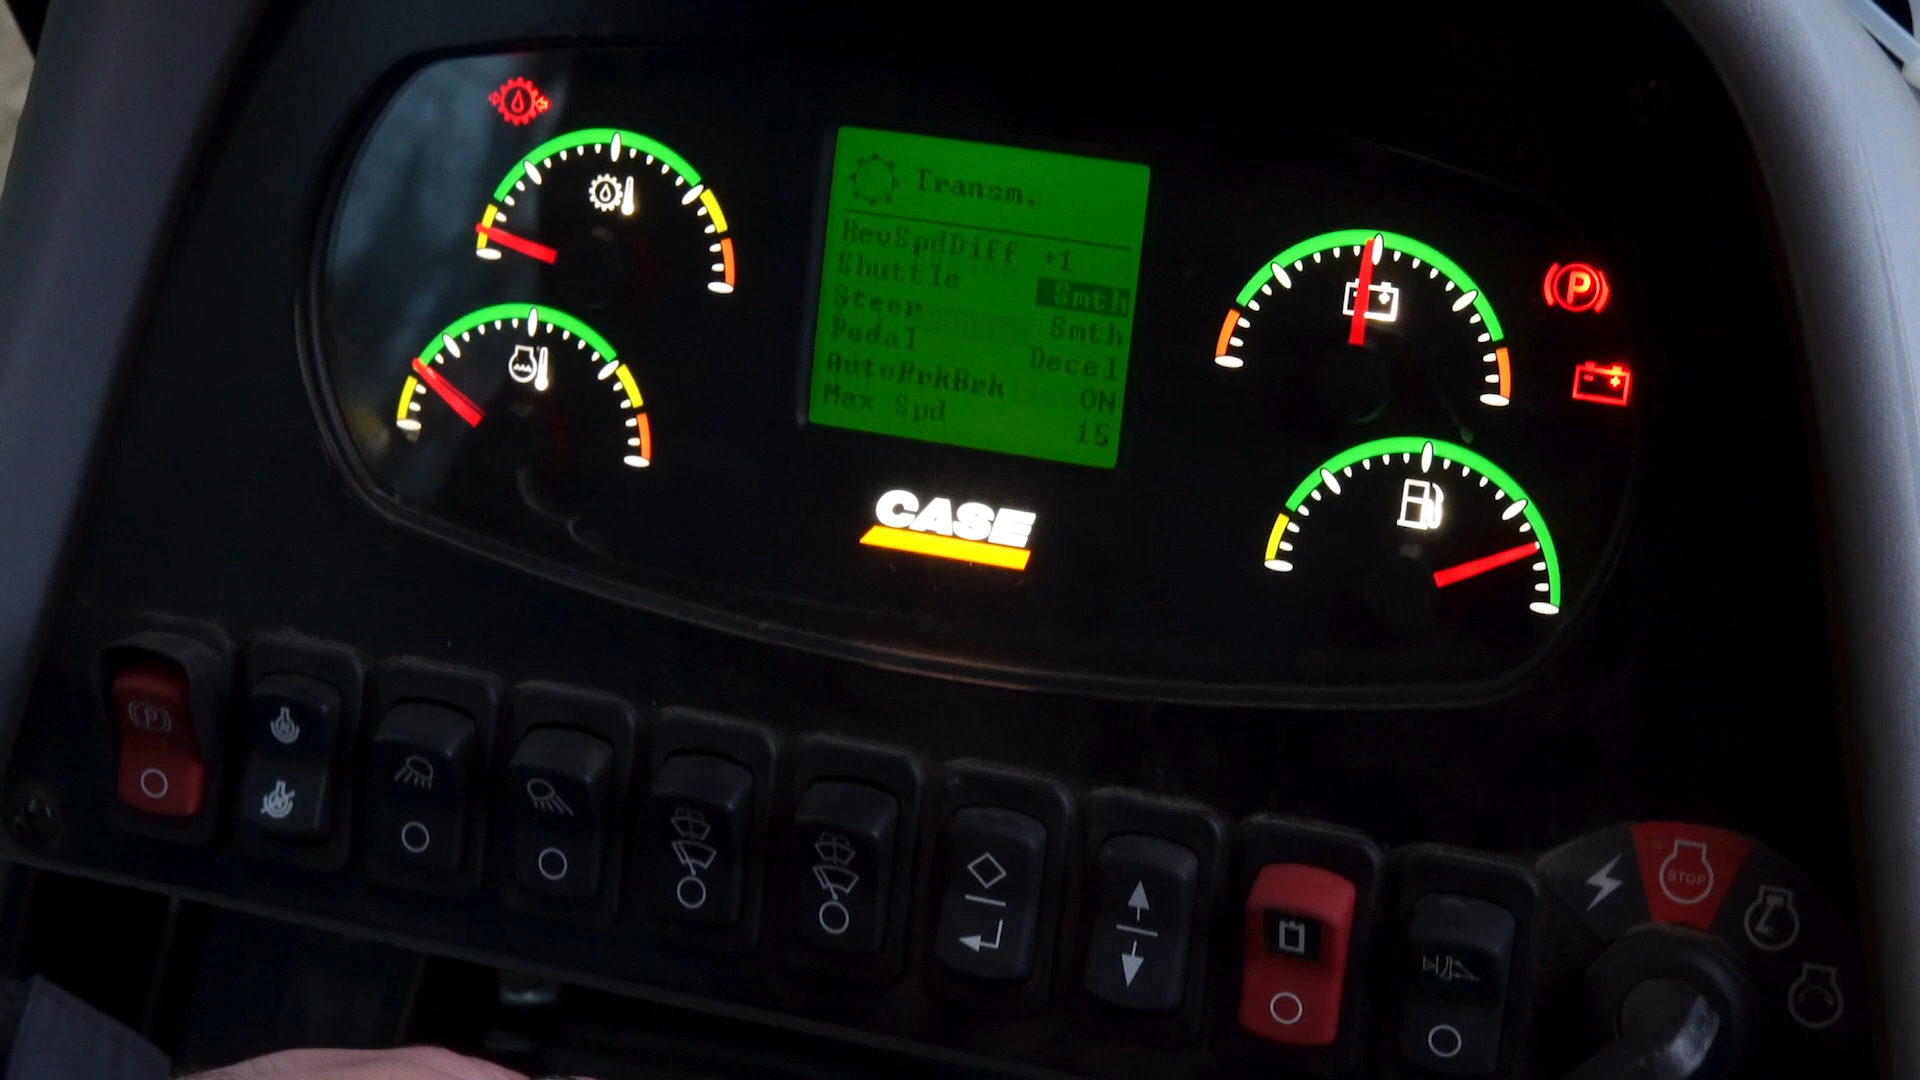 Transm.
RevSpdDiff +1
Shuttle Smth
Steer Smth
Pedal Decel
AutoPrkBrk ON
Max Spd 15
CASE
P
P
STOP